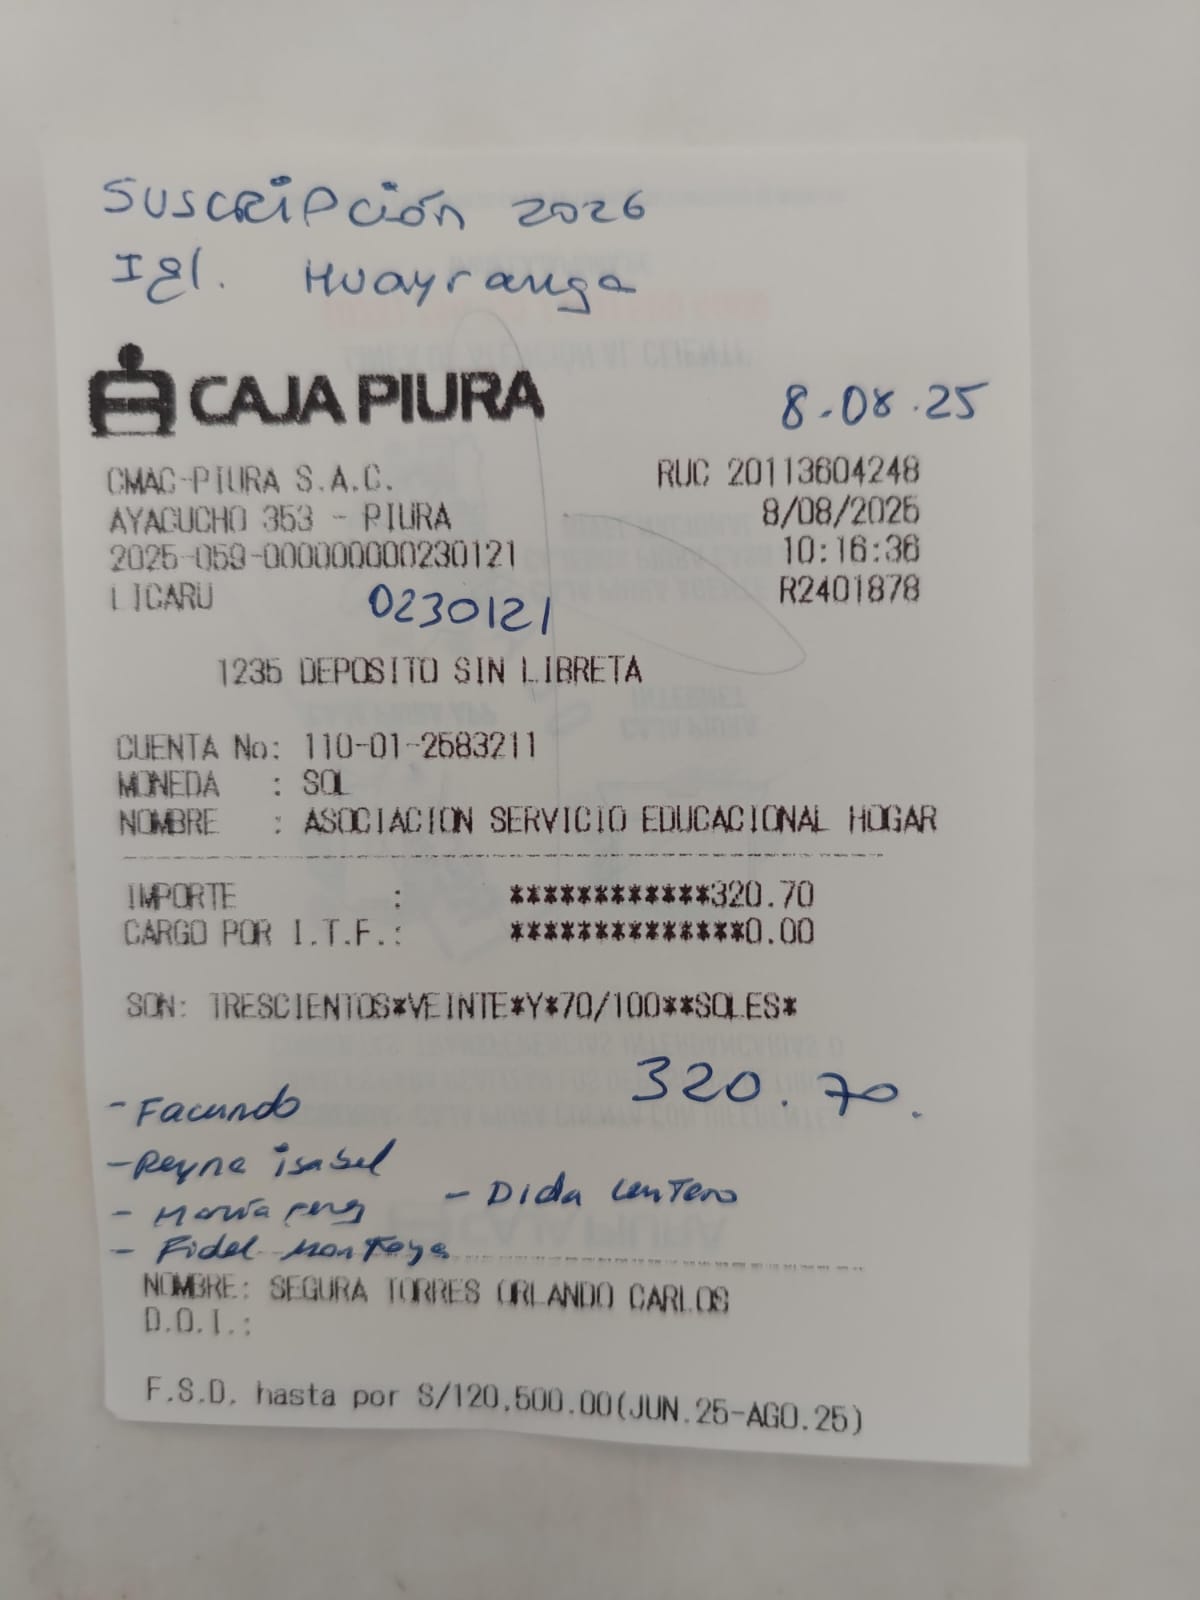 Suscripción 2026
Igl. Huayranga
CAJA PIURA
8-08.25
CMAC-PIURA S.A.C. RUC 20113604248
AYACUCHO 353 - PIURA 8/08/2025
2025-059-000000000230121 10:16:36
LICARU R2401878
0230121
1235 DEPOSITO SIN LIBRETA
CUENTA No: 110-01-2583211
MONEDA : SOL
NOMBRE : ASOCIACION SERVICIO EDUCACIONAL HOGAR
IMPORTE : ************320.70
CARGO POR I.T.F.: **************0.00
SON: TRESCIENTOS*VEINTE*Y*70/100**SOLES*
320.70.
- Facundo
- Reyna isabel
- María
- Dida
- Fidel Montoya
NOMBRE: SEGURA TORRES ORLANDO CARLOS
D.O.I.:
F.S.D. hasta por S/120,500.00(JUN.25-AGO.25)